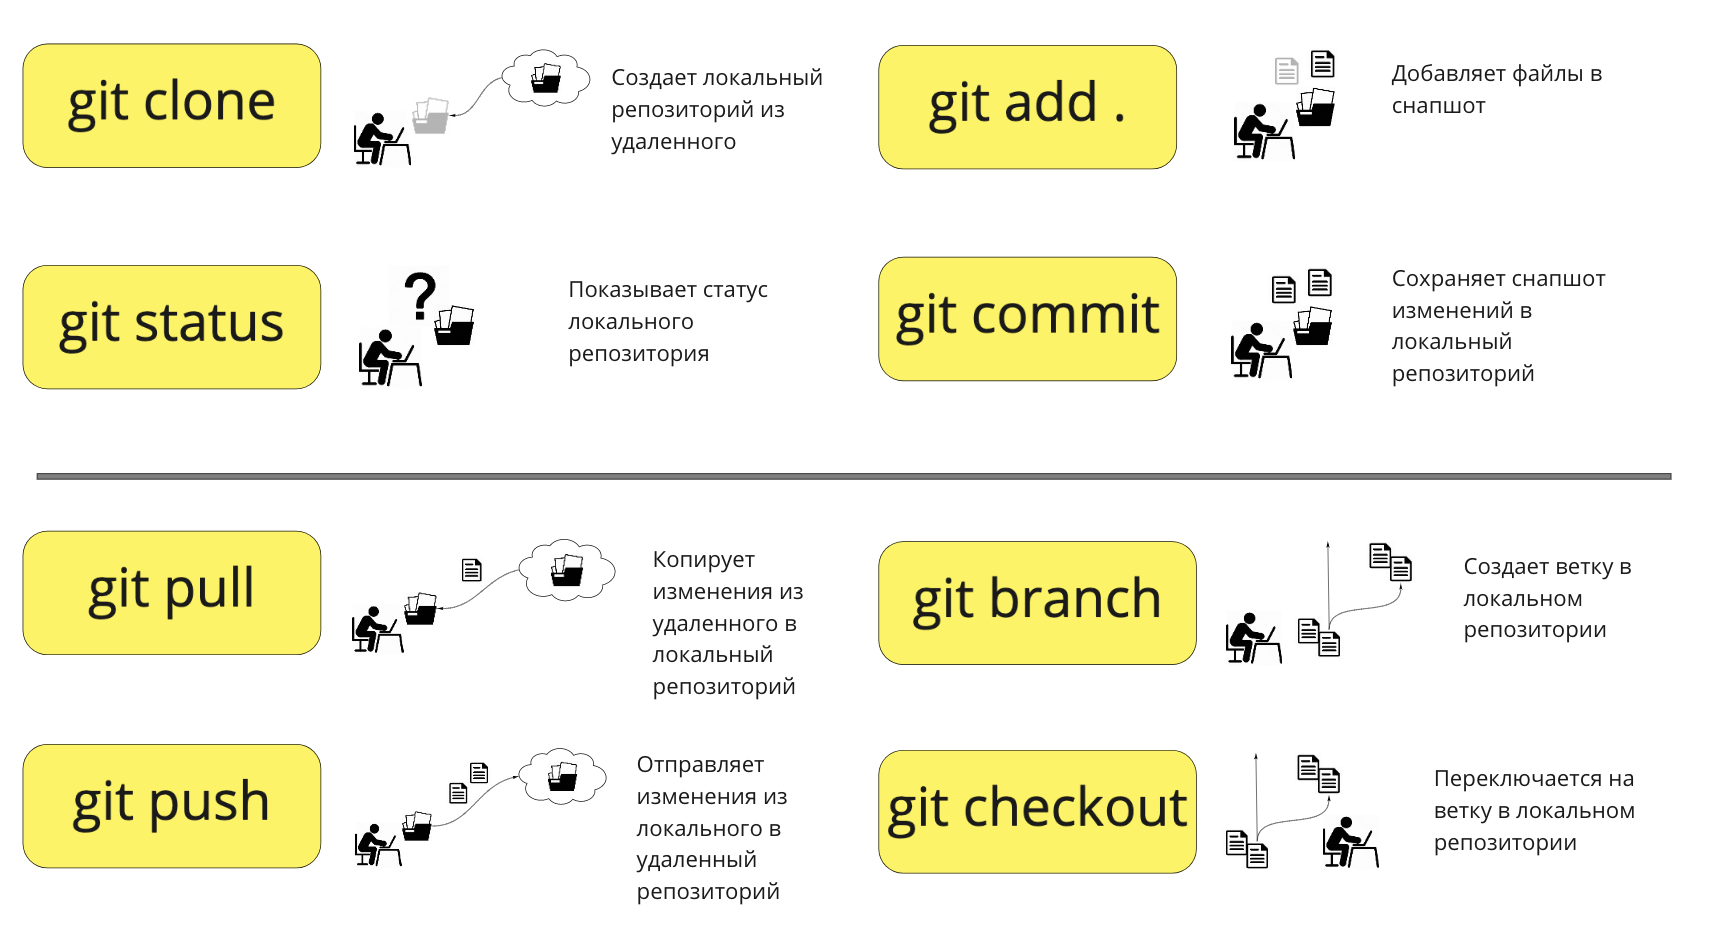 git clone
Создает локальный
репозиторий из
удаленного
git add .
Добавляет файлы в
снапшот
git status
?
Показывает статус
локального
репозитория
git commit
Сохраняет снапшот
изменений в
локальный
репозиторий
git pull
Копирует
изменения из
удаленного в
локальный
репозиторий
git branch
Создает ветку в
локальном
репозитории
git push
Отправляет
изменения из
локального в
удаленный
репозиторий
git checkout
Переключается на
ветку в локальном
репозитории